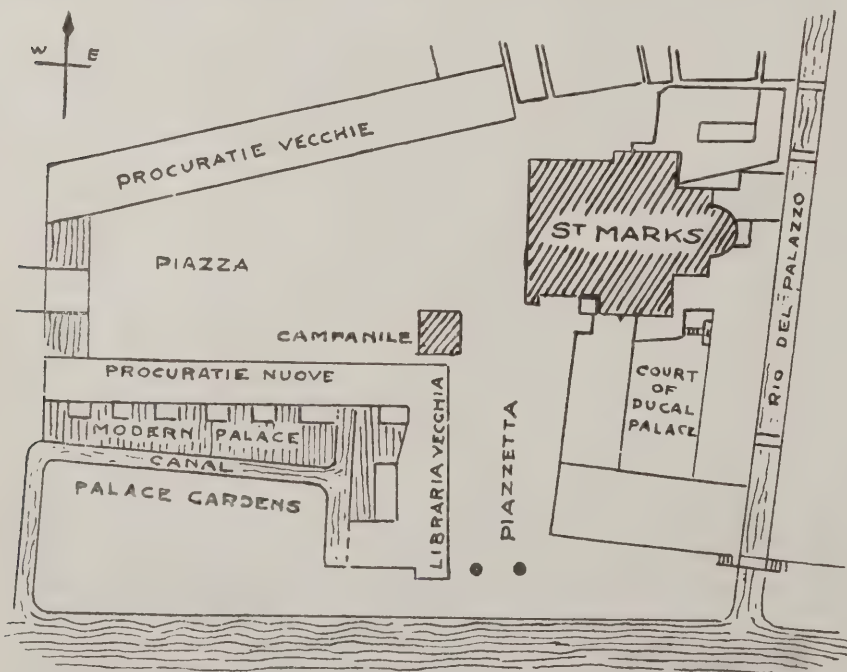 W E
PROCURATIE VECCHIE
ST MARKS
PIAZZA
RIO DEL PALAZZO
CAMPANILE
PROCURATIE NUOVE
COURT
OF
DUCAL
PALACE
MODERN PALACE
CANAL
PALACE GARDENS
LIBRARIA VECCHIA
PIAZZETTA